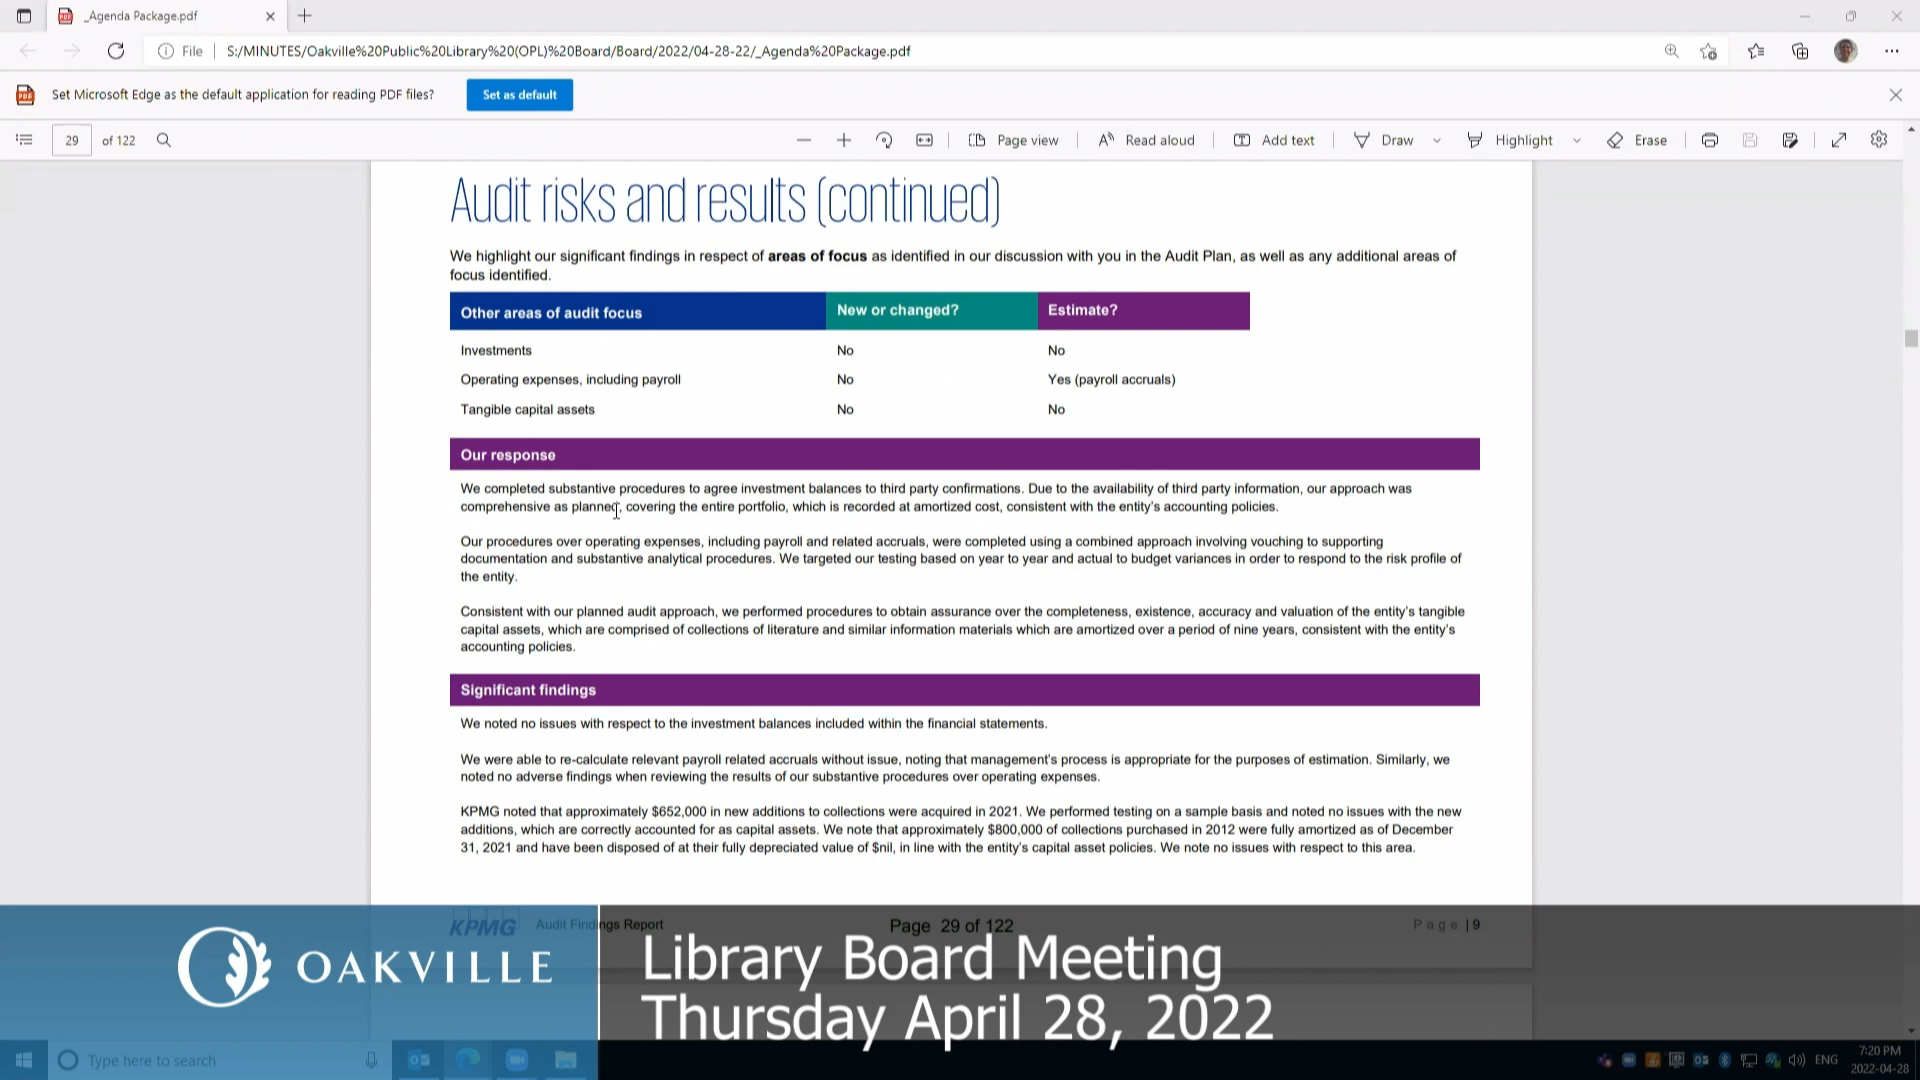 _Agenda Package.pdf
File
S:/MINUTES/Oakville%20Public%20Library%20(OPL)%20Board/Board/2022/04-28-22/_Agenda%20Package.pdf
Set Microsoft Edge as the default application for reading PDF files?
Set as default
29 of 122
Page view
Read aloud
Add text
Draw
Highlight
Erase
Audit risks and results (continued)
We highlight our significant findings in respect of areas of focus as identified in our discussion with you in the Audit Plan, as well as any additional areas of
focus identified.
Other areas of audit focus New or changed? Estimate?
Investments No No
Operating expenses, including payroll No Yes (payroll accruals)
Tangible capital assets No No
Our response
We completed substantive procedures to agree investment balances to third party confirmations. Due to the availability of third party information, our approach was
comprehensive as planned, covering the entire portfolio, which is recorded at amortized cost, consistent with the entity's accounting policies.
Our procedures over operating expenses, including payroll and related accruals, were completed using a combined approach involving vouching to supporting
documentation and substantive analytical procedures. We targeted our testing based on year to year and actual to budget variances in order to respond to the risk profile of
the entity.
Consistent with our planned audit approach, we performed procedures to obtain assurance over the completeness, existence, accuracy and valuation of the entity's tangible
capital assets, which are comprised of collections of literature and similar information materials which are amortized over a period of nine years, consistent with the entity's
accounting policies.
Significant findings
We noted no issues with respect to the investment balances included within the financial statements.
We were able to re-calculate relevant payroll related accruals without issue, noting that management's process is appropriate for the purposes of estimation. Similarly, we
noted no adverse findings when reviewing the results of our substantive procedures over operating expenses.
KPMG noted that approximately $652,000 in new additions to collections were acquired in 2021. We performed testing on a sample basis and noted no issues with the new
additions, which are correctly accounted for as capital assets. We note that approximately $800,000 of collections purchased in 2012 were fully amortized as of December
31, 2021 and have been disposed of at their fully depreciated value of $nil, in line with the entity's capital asset policies. We note no issues with respect to this area.
KPMG Audit Findings Report Page 29 of 122 Page | 9
OAKVILLE
Library Board Meeting
Thursday April 28, 2022
Type here to search
ENG
7:20 PM
2022-04-28